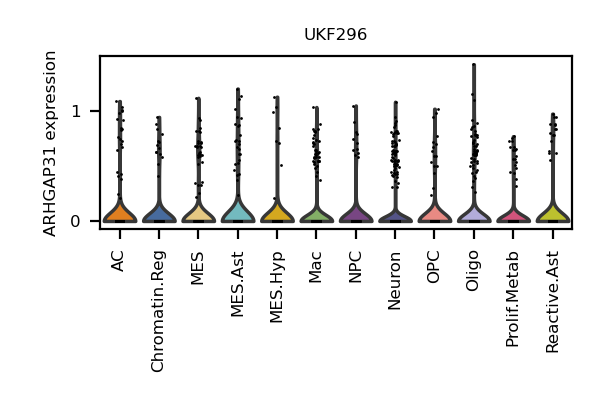 UKF296
ARHGAP31 expression
1
0
AC
Chromatin.Reg
MES
MES.Ast
MES.Hyp
Mac
NPC
Neuron
OPC
Oligo
Prolif.Metab
Reactive.Ast